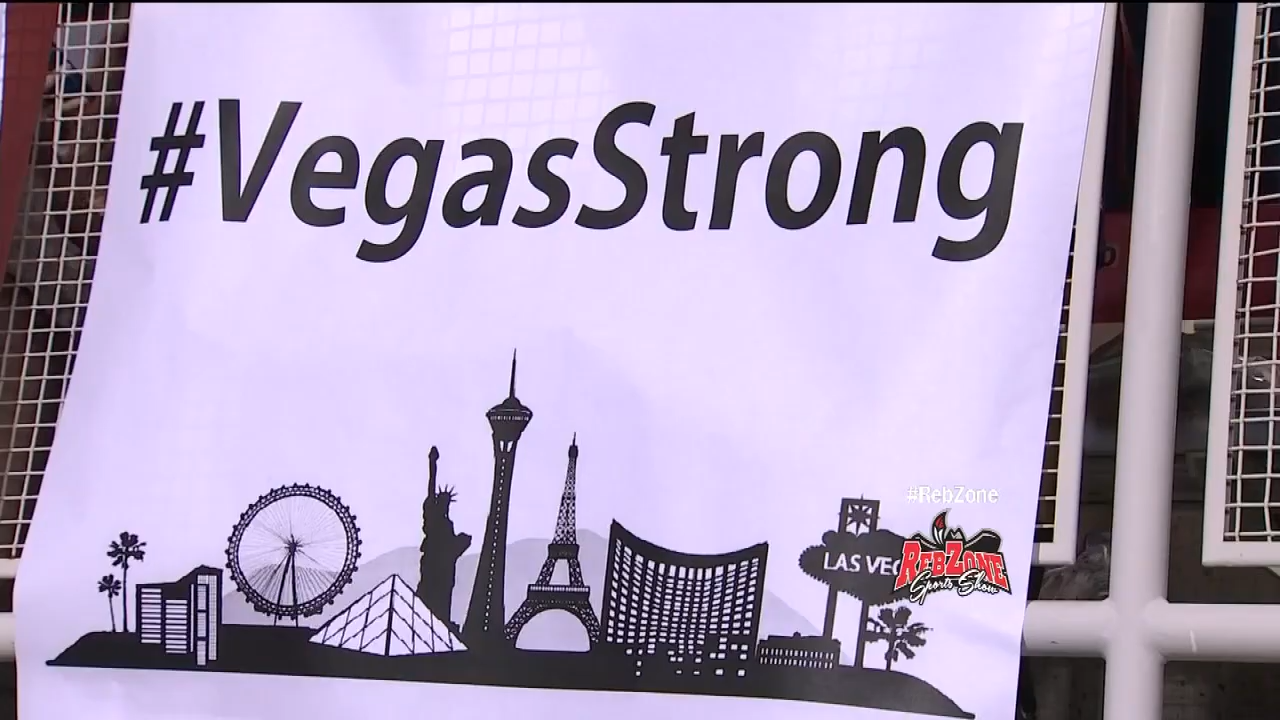 #VegasStrong
#RebZone
LAS VEG
REBZONE
Sports Show